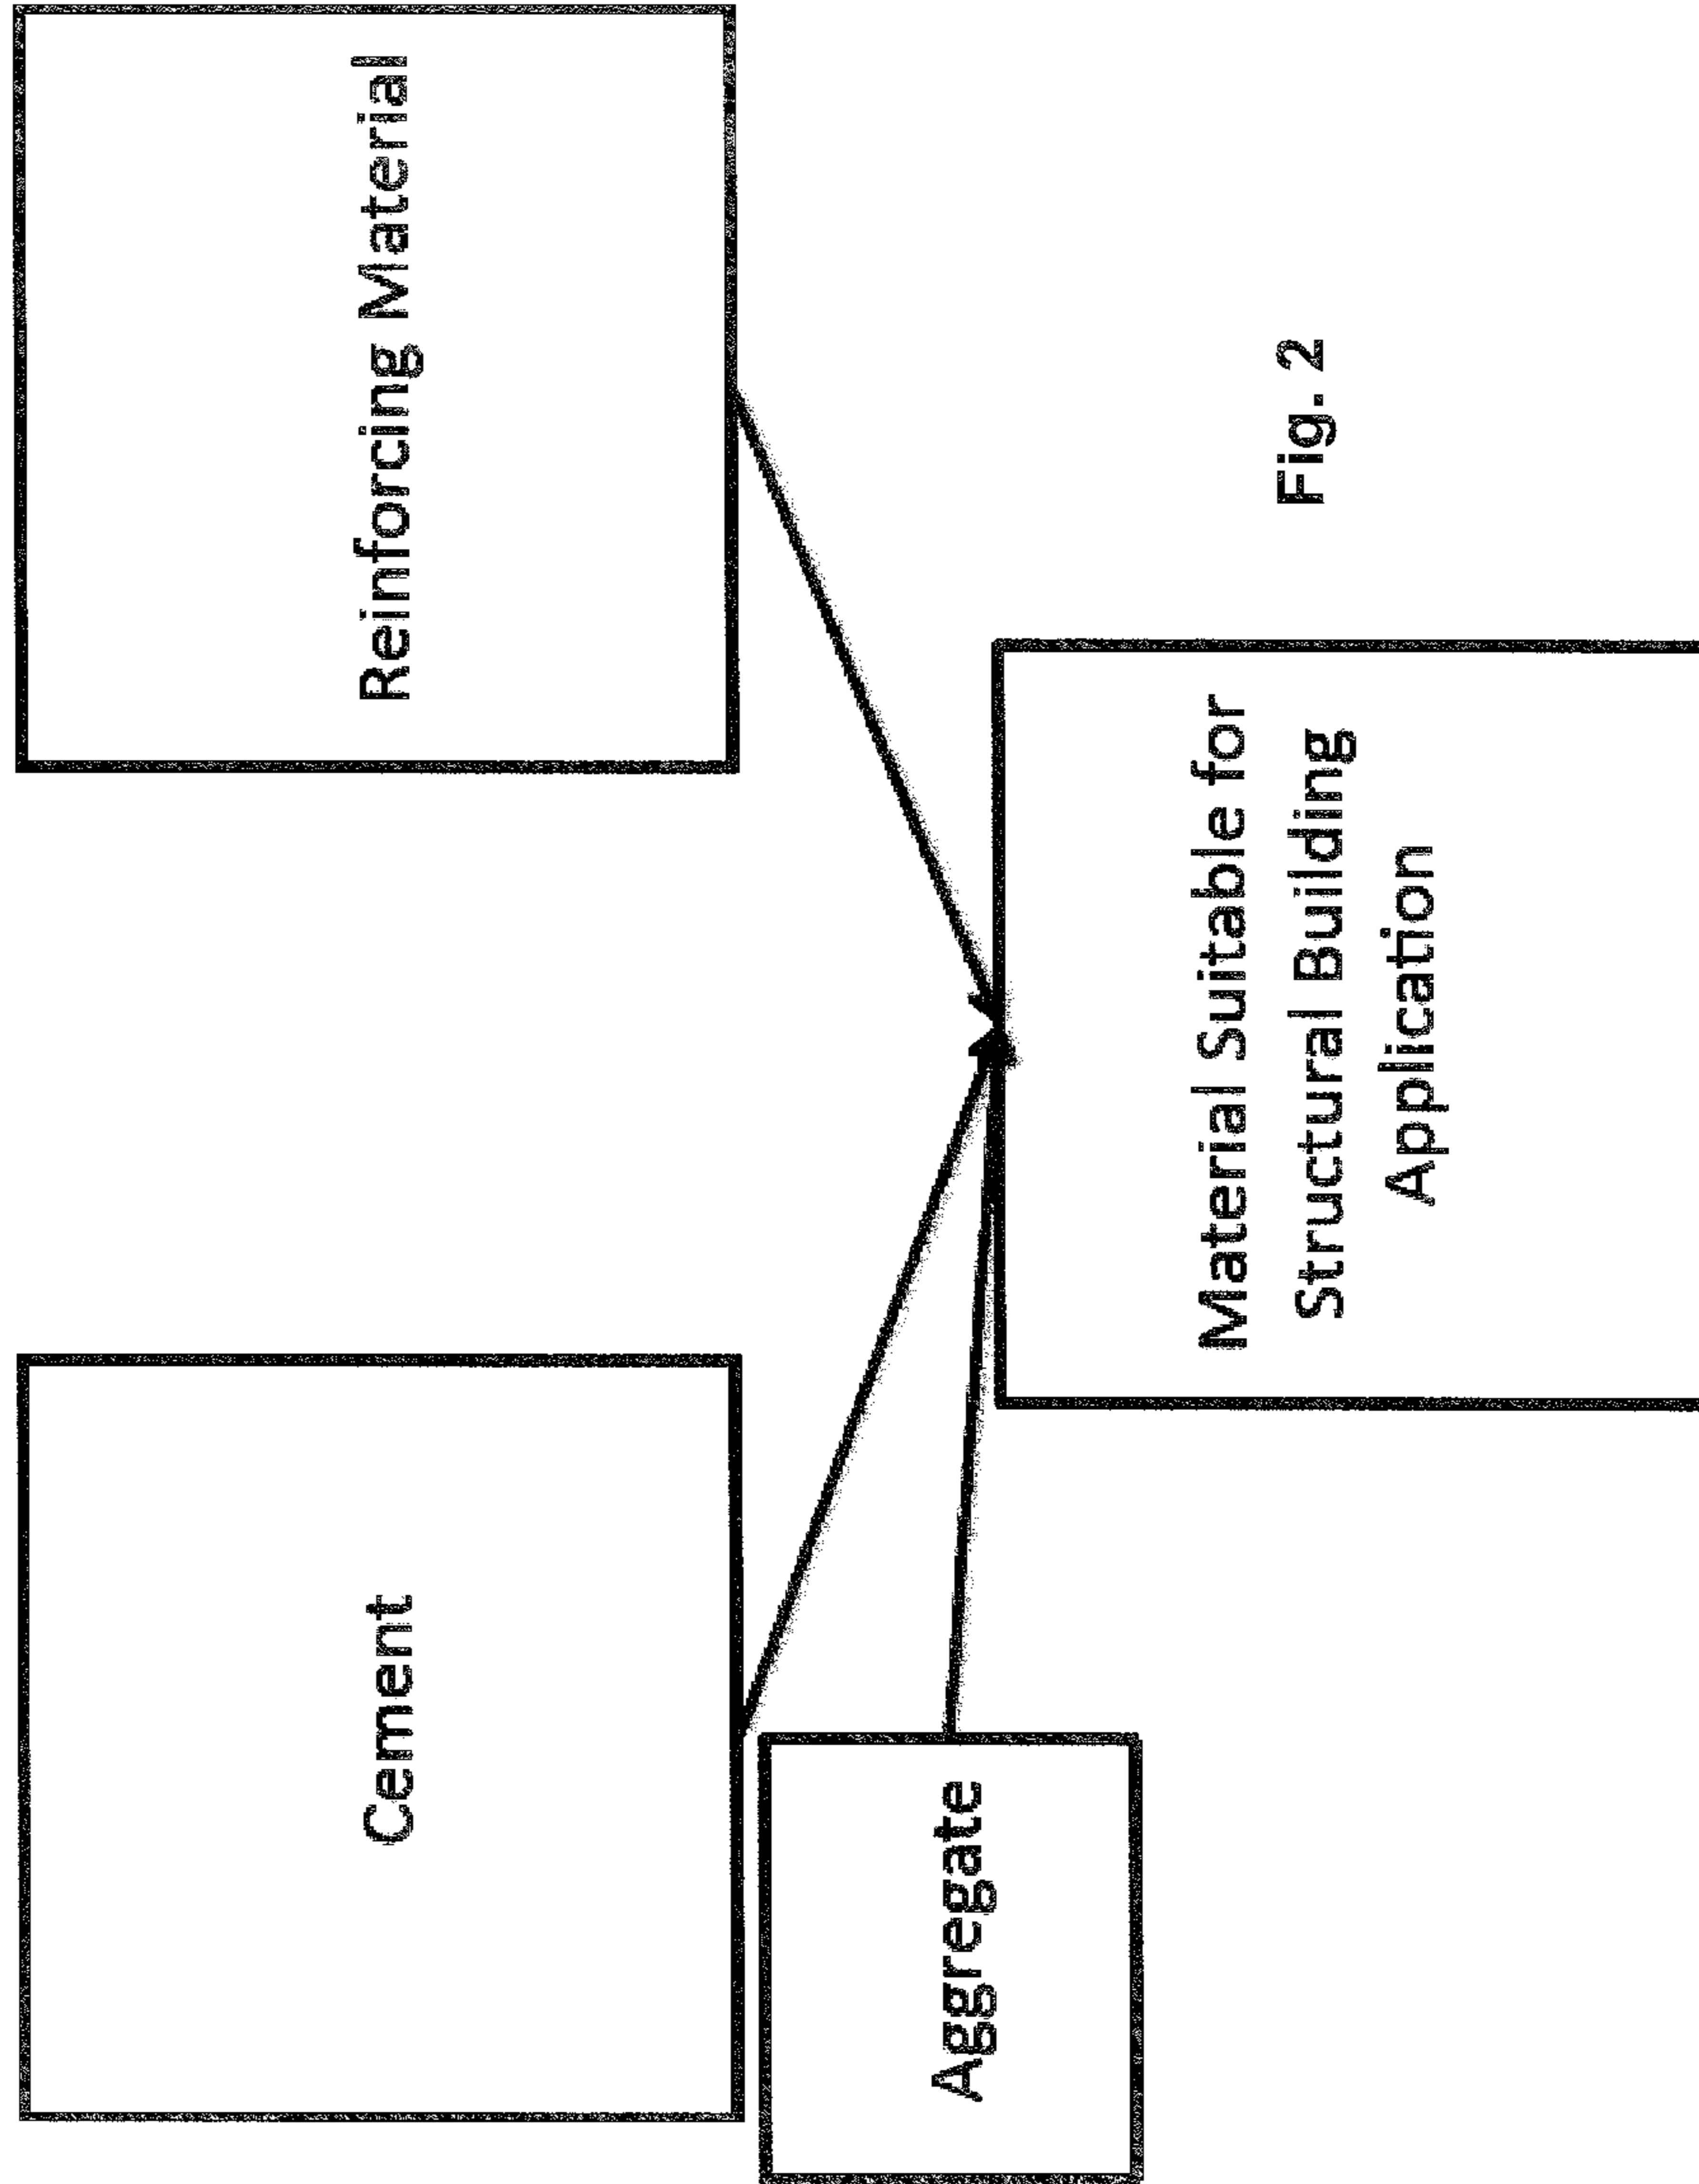 Cement
Reinforcing Material
Aggregate
Material Suitable for
Structural Building
Application
Fig. 2